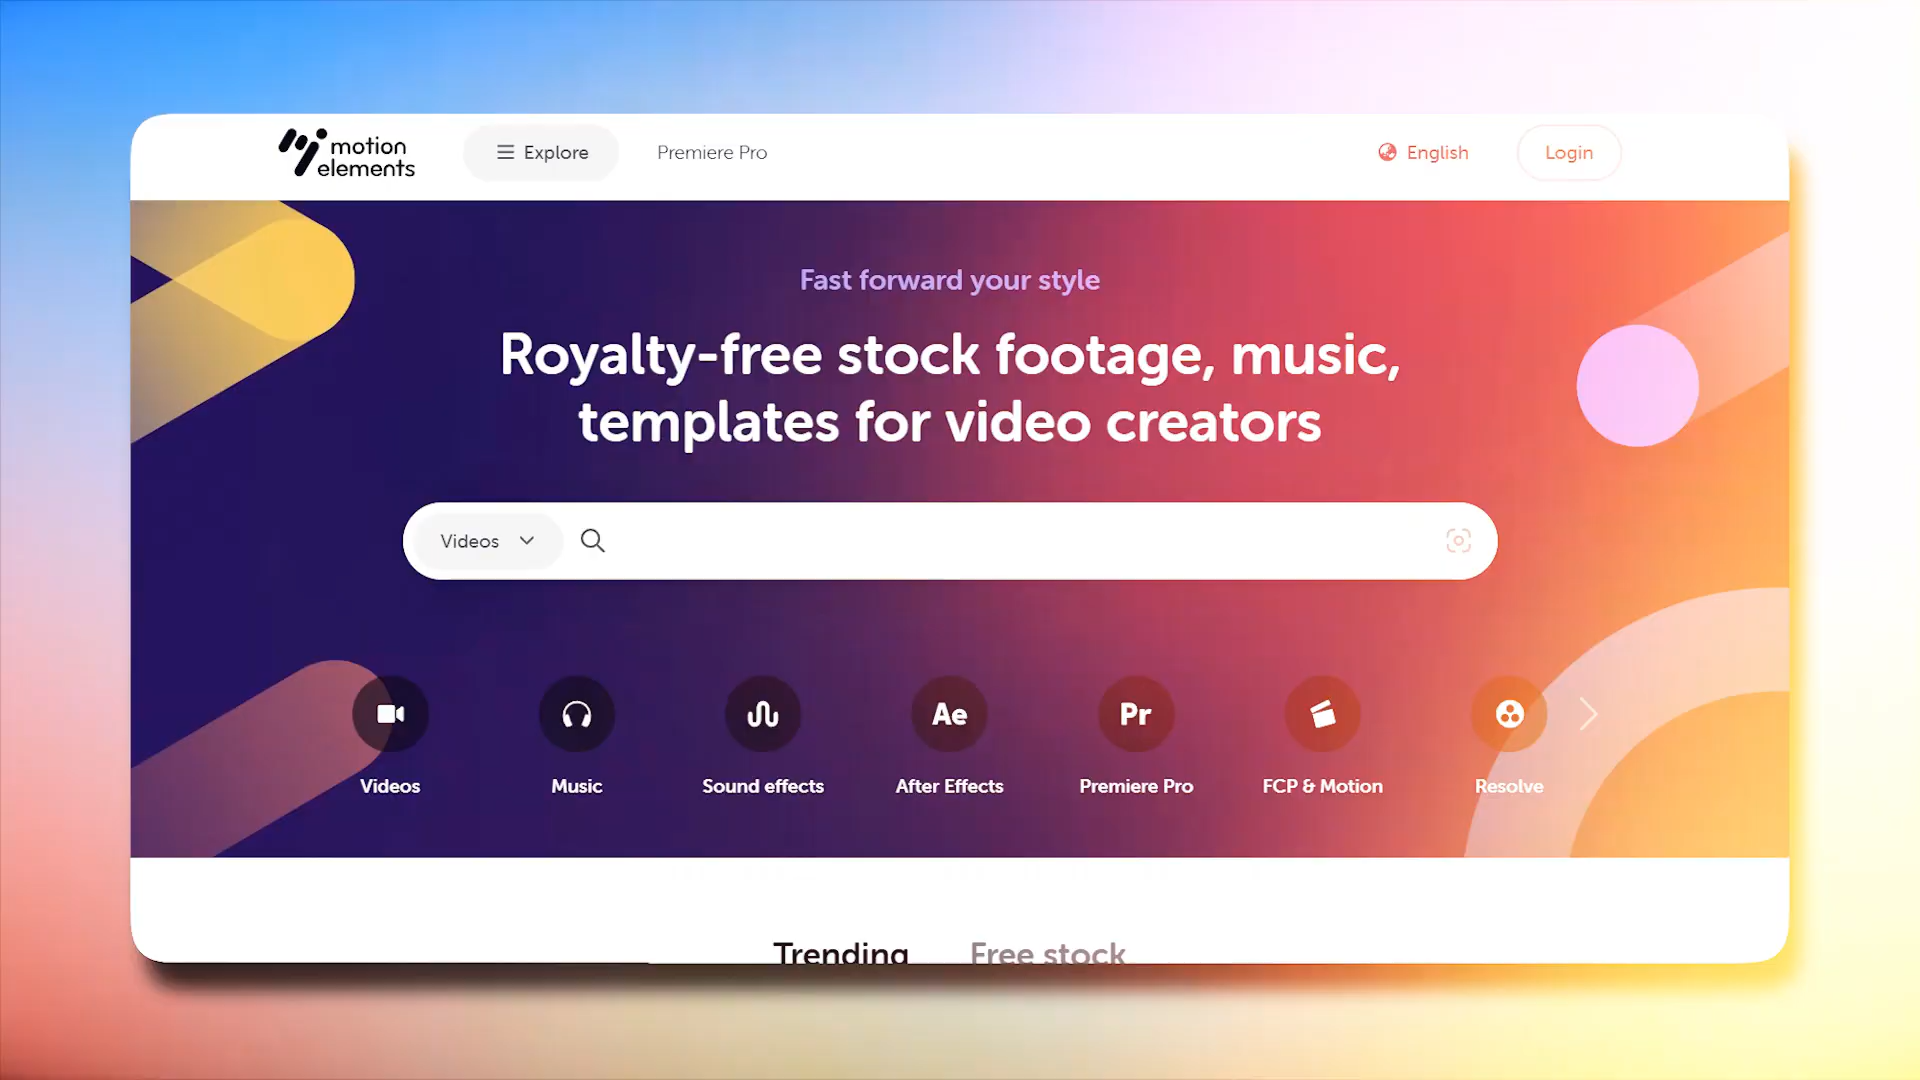 motion
elements
Explore
Premiere Pro
English
Login
Fast forward your style
Royalty-free stock footage, music,
templates for video creators
Videos
Ae
Pr
Videos
Music
Sound effects
After Effects
Premiere Pro
FCP & Motion
Resolve
Trending
Free stock